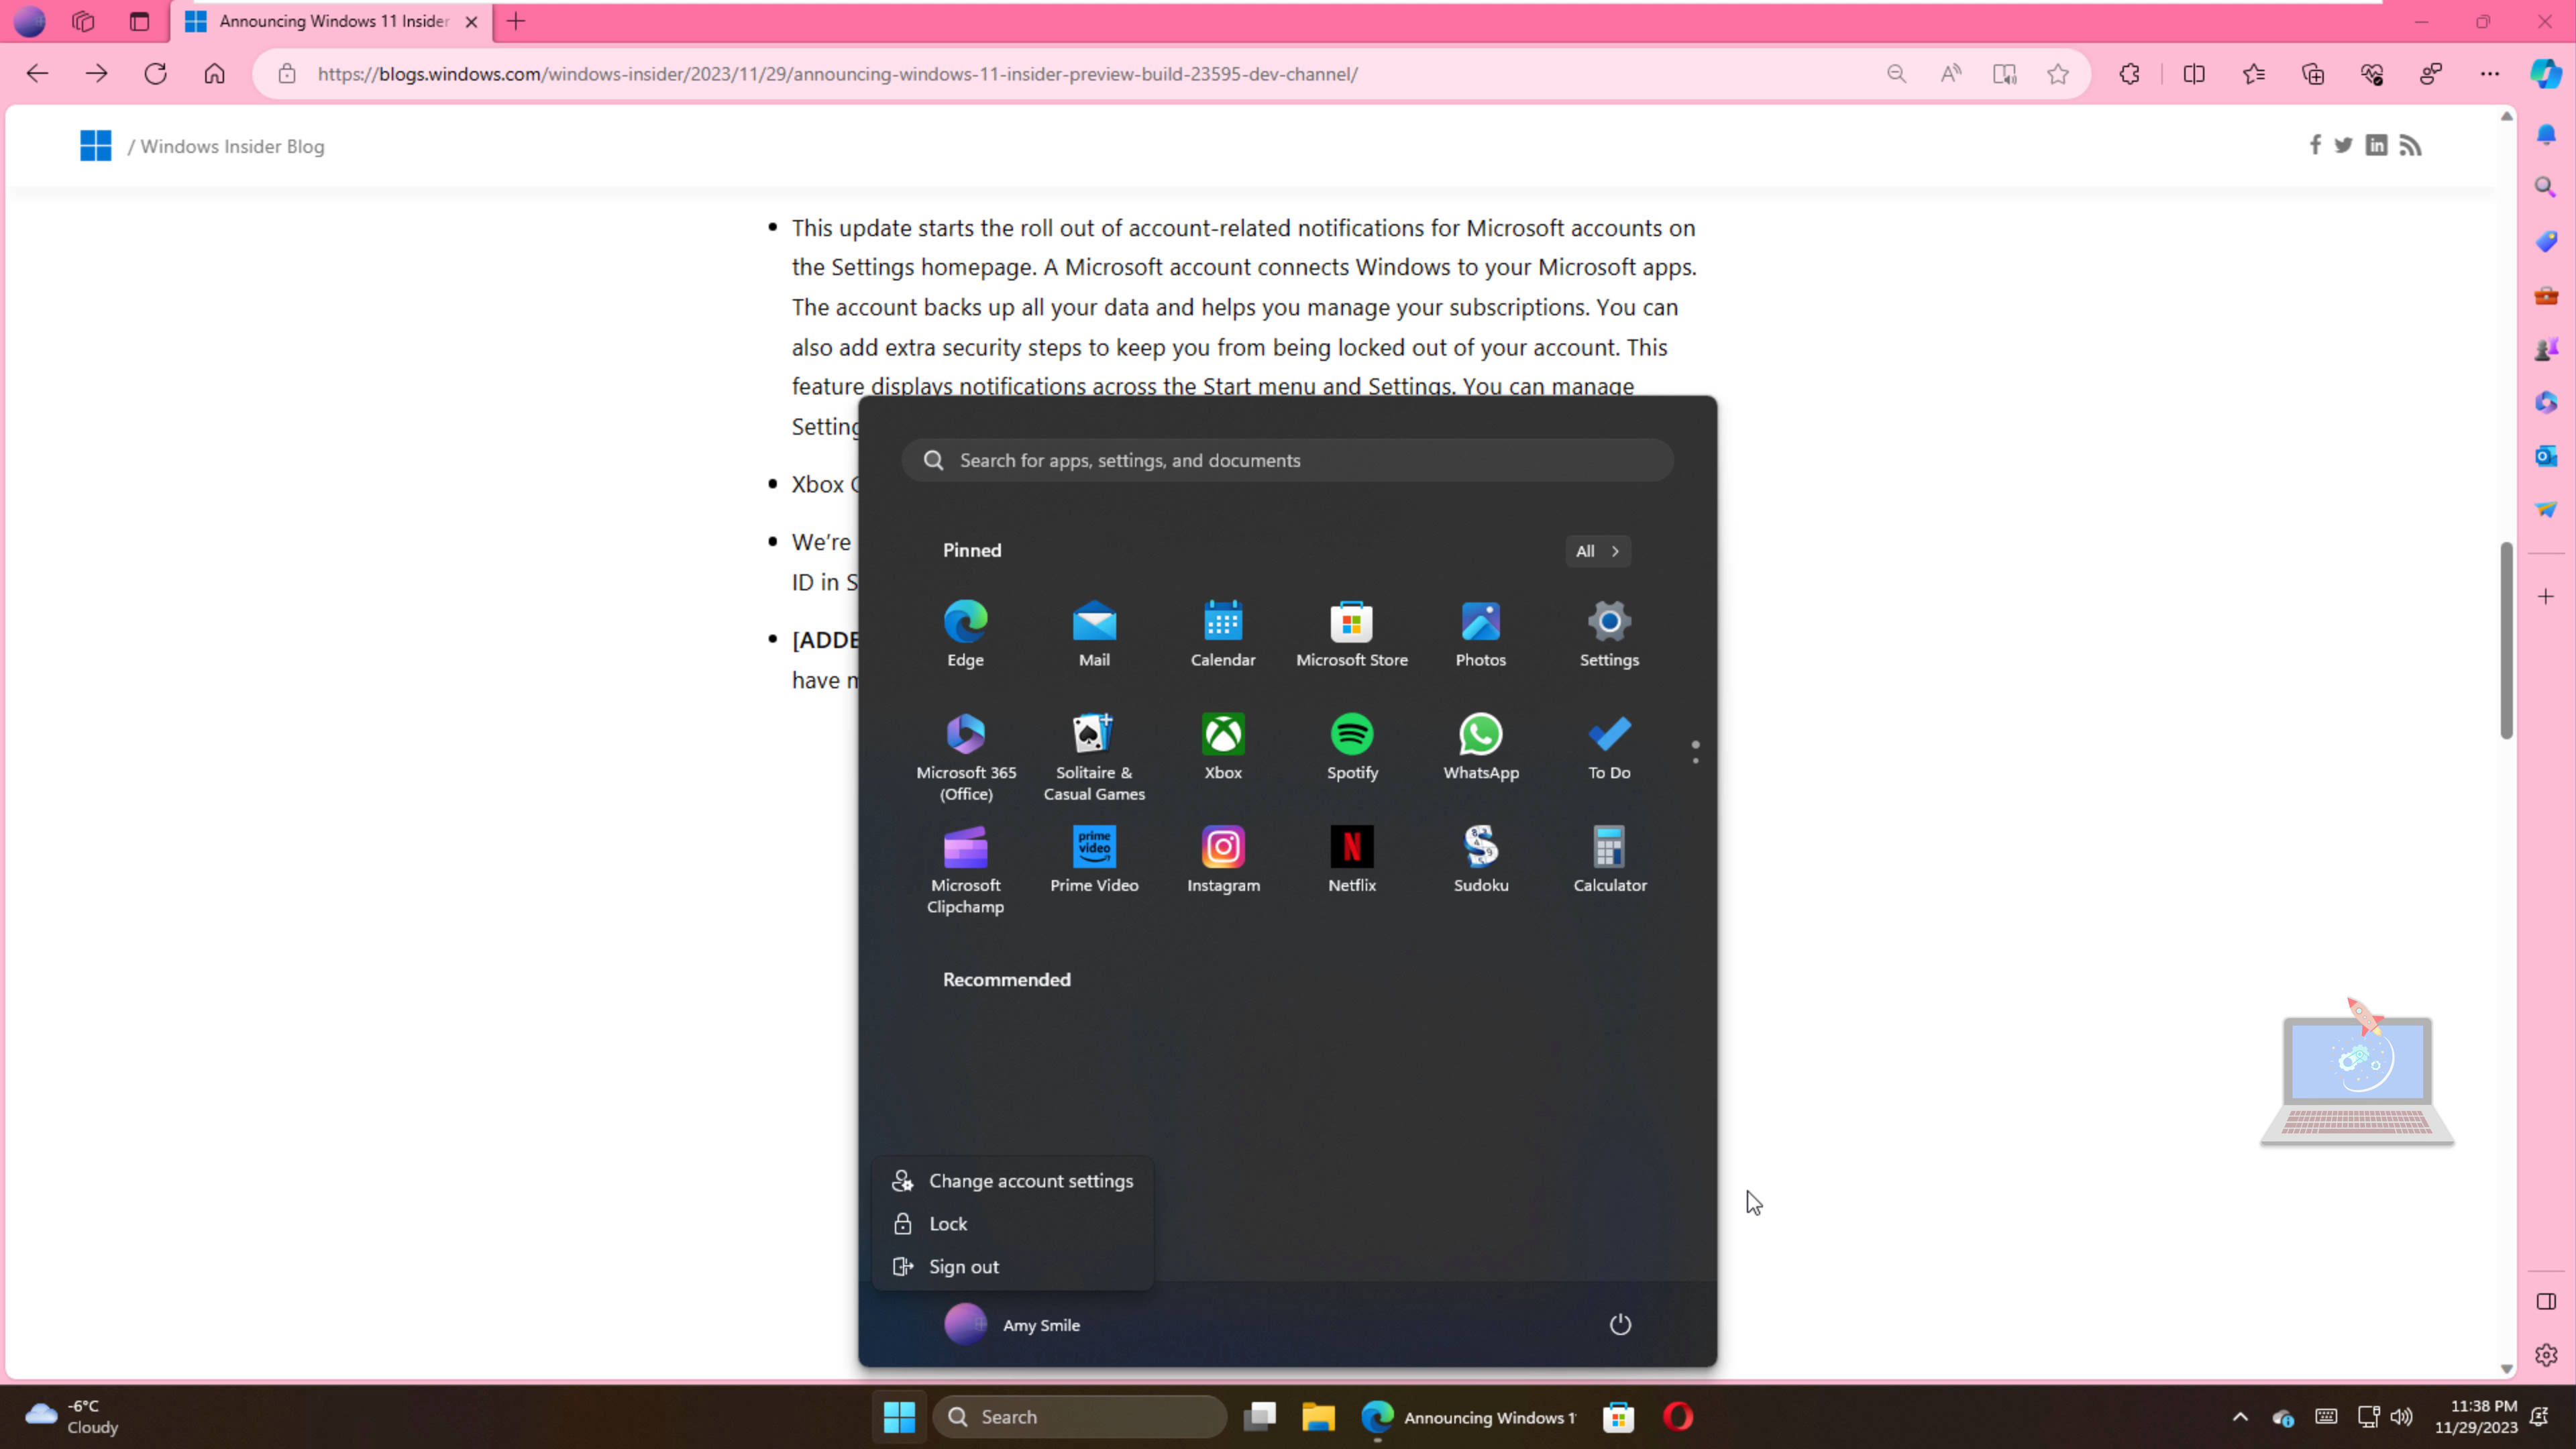 Announcing Windows 11 Insider
https://blogs.windows.com/windows-insider/2023/11/29/announcing-windows-11-insider-preview-build-23595-dev-channel/
/ Windows Insider Blog
This update starts the roll out of account-related notifications for Microsoft accounts on
the Settings homepage. A Microsoft account connects Windows to your Microsoft apps.
The account backs up all your data and helps you manage your subscriptions. You can
also add extra security steps to keep you from being locked out of your account. This
feature displays notifications across the Start menu and Settings. You can manage
Setting
Xbox
We're
ID in S
[ADDE
have
Search for apps, settings, and documents
Pinned
All
Edge
Mail
Calendar
Microsoft Store
Photos
Settings
Microsoft 365
(Office)
Solitaire &
Casual Games
Xbox
Spotify
WhatsApp
To Do
Microsoft
Clipchamp
prime
video
Prime Video
Instagram
Netflix
Sudoku
Calculator
Recommended
Change account settings
Lock
Sign out
Amy Smile
-6°C
Cloudy
Search
Announcing Windows 1
11:38 PM
11/29/2023